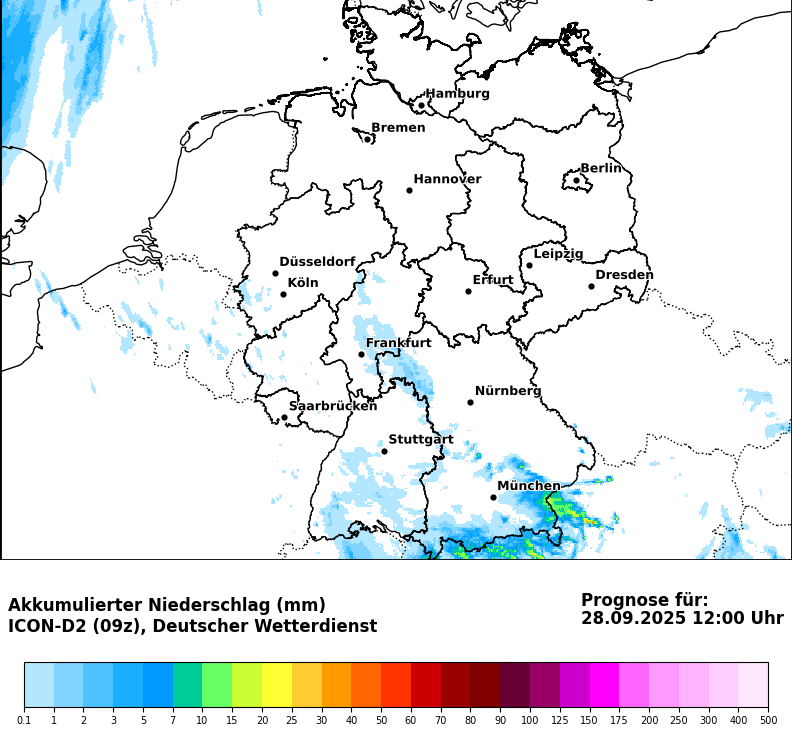 Hamburg
Bremen
Berlin
Hannover
Leipzig
Düsseldorf
Dresden
Köln
Erfurt
Frankfurt
Nürnberg
Saarbrücken
Stuttgart
München
Akkumulierter Niederschlag (mm)
ICON-D2 (09z), Deutscher Wetterdienst
Prognose für:
28.09.2025 12:00 Uhr
0.1 1 2 3 5 7 10 15 20 25 30 40 50 60 70 80 90 100 125 150 175 200 250 300 400 500